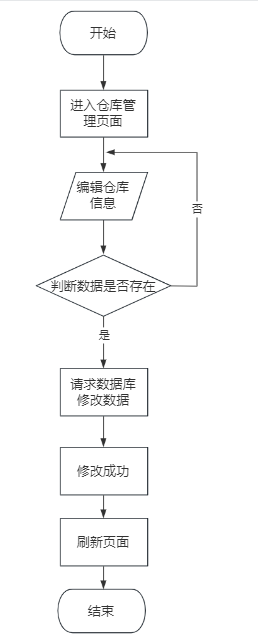 开始
进入仓库管
理页面
编辑仓库
信息
否
判断数据是否存在
是
请求数据库
修改数据
修改成功
刷新页面
结束